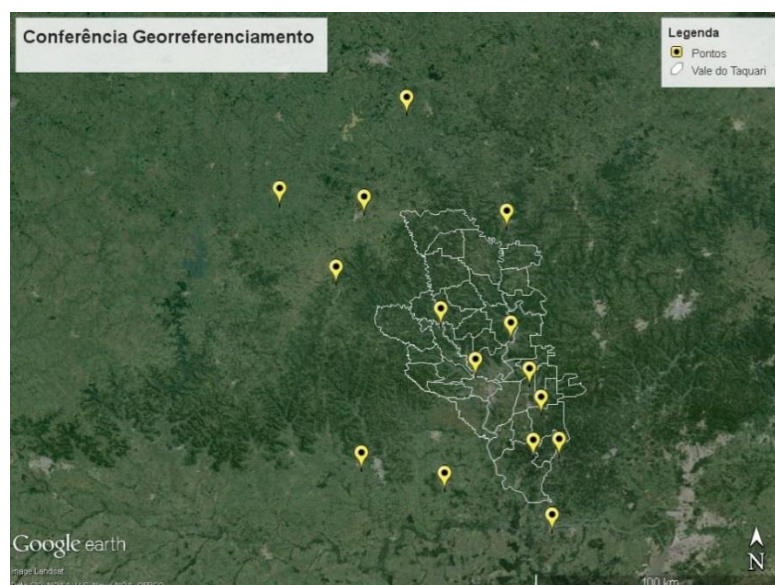 Conferência Georreferenciamento
Legenda
Pontos
Vale do Taquari
Google earth
Image Landsat
100 km
N